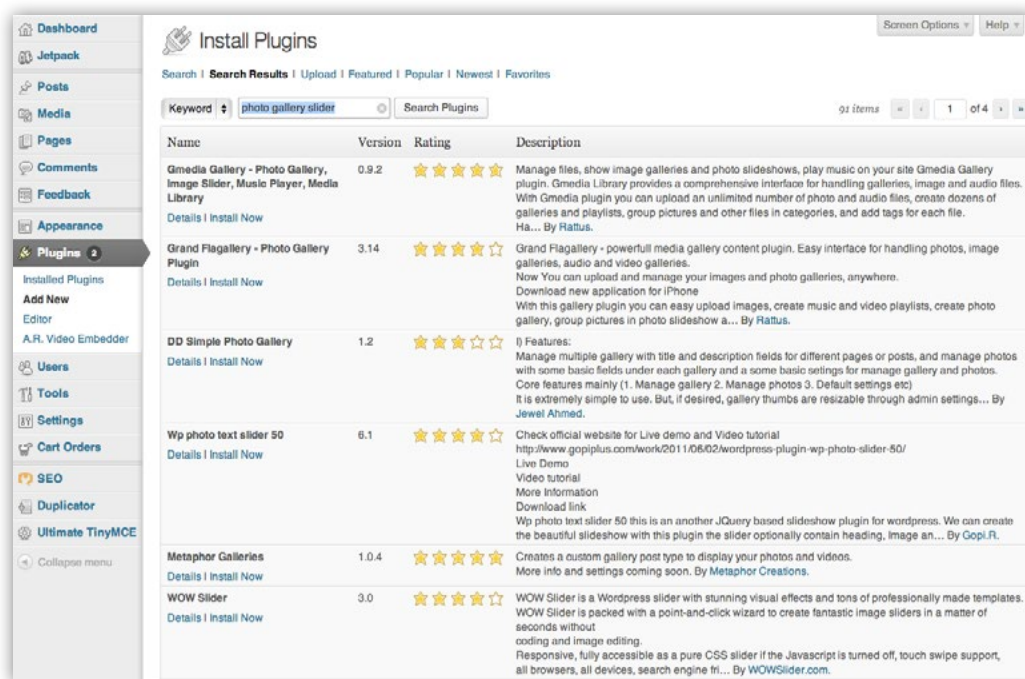 Dashboard
Jetpack
Posts
Media
Pages
Comments
Feedback
Appearance
Plugins 2
Installed Plugins
Add New
Editor
A.R. Video Embedder
Users
Tools
Settings
Cart Orders
SEO
Duplicator
Ultimate TinyMCE
Collapse menu
Screen Options Help
Install Plugins
Search | Search Results | Upload | Featured | Popular | Newest | Favorites
Keyword photo gallery slider Search Plugins 91 items « ‹ 1 of 4 › »
Name Version Rating Description
Gmedia Gallery - Photo Gallery, Image Slider, Music Player, Media Library
Details | Install Now
0.9.2
Manage files, show image galleries and photo slideshows, play music on your site Gmedia Gallery
plugin. Gmedia Library provides a comprehensive interface for handling galleries, image and audio files.
With Gmedia plugin you can upload an unlimited number of photo and audio files, create dozens of
galleries and playlists, group pictures and other files in categories, and add tags for each file.
Ha... By Rattus.
Grand Flagallery - Photo Gallery
Plugin
Details | Install Now
3.14
Grand Flagallery - powerfull media gallery content plugin. Easy interface for handling photos, image
galleries, audio and video galleries.
Now You can upload and manage your images and photo galleries, anywhere.
Download new application for iPhone
With this gallery plugin you can easily upload images, create music and video playlists, create photo
gallery, group pictures in photo slideshow a... By Rattus.
DD Simple Photo Gallery
Details | Install Now
1.2
I) Features:
Manage multiple gallery with title and description fields for different pages or posts, and manage photos
with some basic fields under each gallery and a some basic setings for manage gallery and photos.
Core features mainly (1. Manage gallery 2. Manage photos 3. Default settings etc)
It is extremely simple to use. But, if desired, gallery thumbs are resizable through admin settings... By
Jewel Ahmed.
Wp photo text slider 50
Details | Install Now
6.1
Check official website for Live demo and Video tutorial
http://www.gopiplus.com/work/2011/06/02/wordpress-plugin-wp-photo-slider-50/
Live Demo
Video tutorial
More Information
Download link
Wp photo text slider 50 this is an another JQuery based slideshow plugin for wordpress. We can create
the beautiful slideshow with this plugin the slider optionally contain heading, Image an... By Gopi.R.
Metaphor Galleries
Details | Install Now
1.0.4
Creates a custom gallery post type to display your photos and videos.
More info and settings coming soon. By Metaphor Creations.
WOW Slider
Details | Install Now
3.0
WOW Slider is a Wordpress slider with stunning visual effects and tons of professionally made templates.
WOW Slider is packed with a point-and-click wizard to create fantastic image sliders in a matter of
seconds without
coding and image editing.
Responsive, fully accessible as a pure CSS slider if the Javascript is turned off, touch swipe support,
all browsers, all devices, search engine fri... By WOWSlider.com.